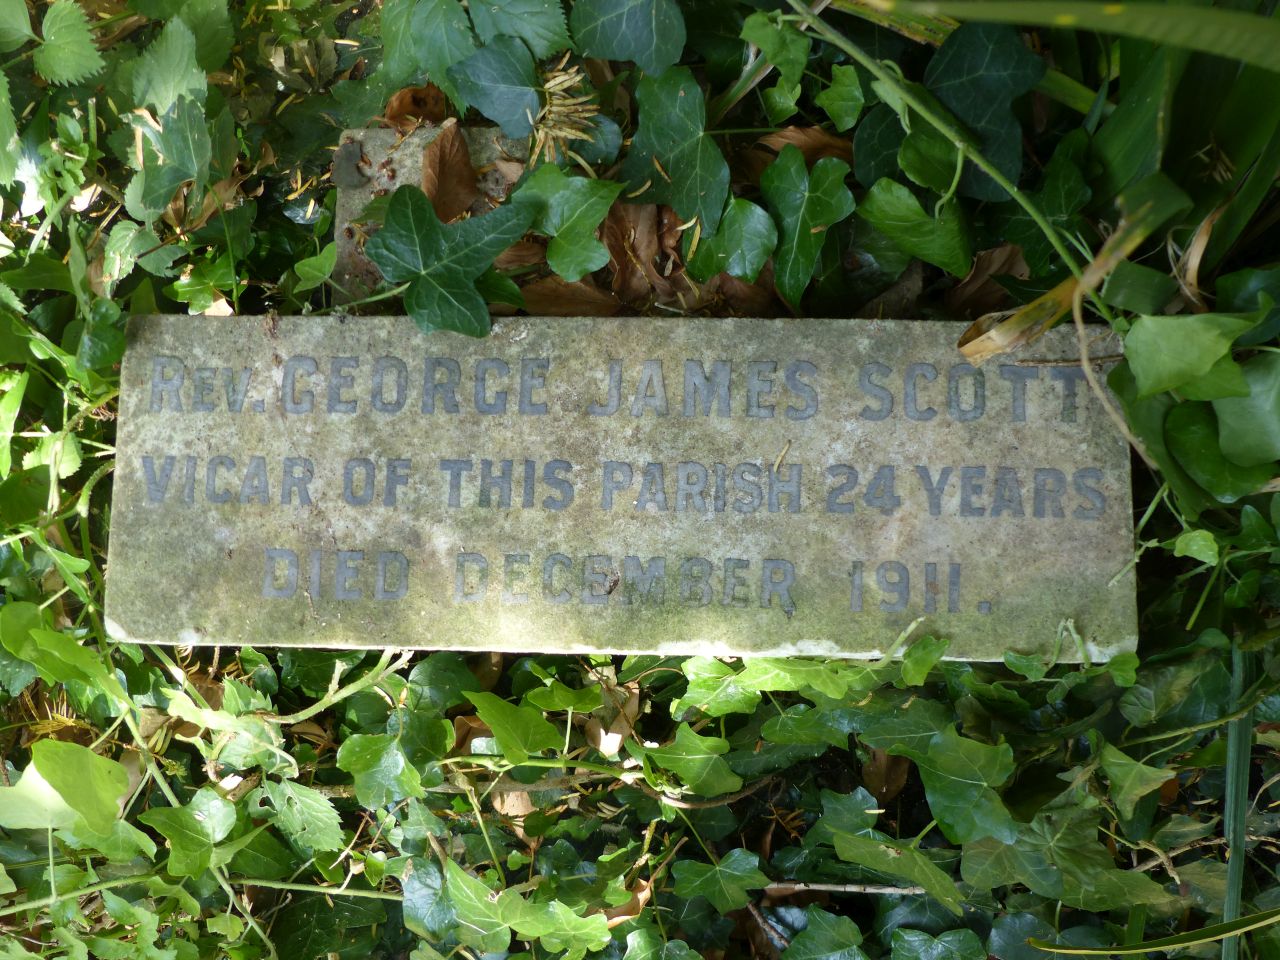 REV. GEORGE JAMES SCOTT
VICAR OF THIS PARISH 24 YEARS
DIED DECEMBER 1911.